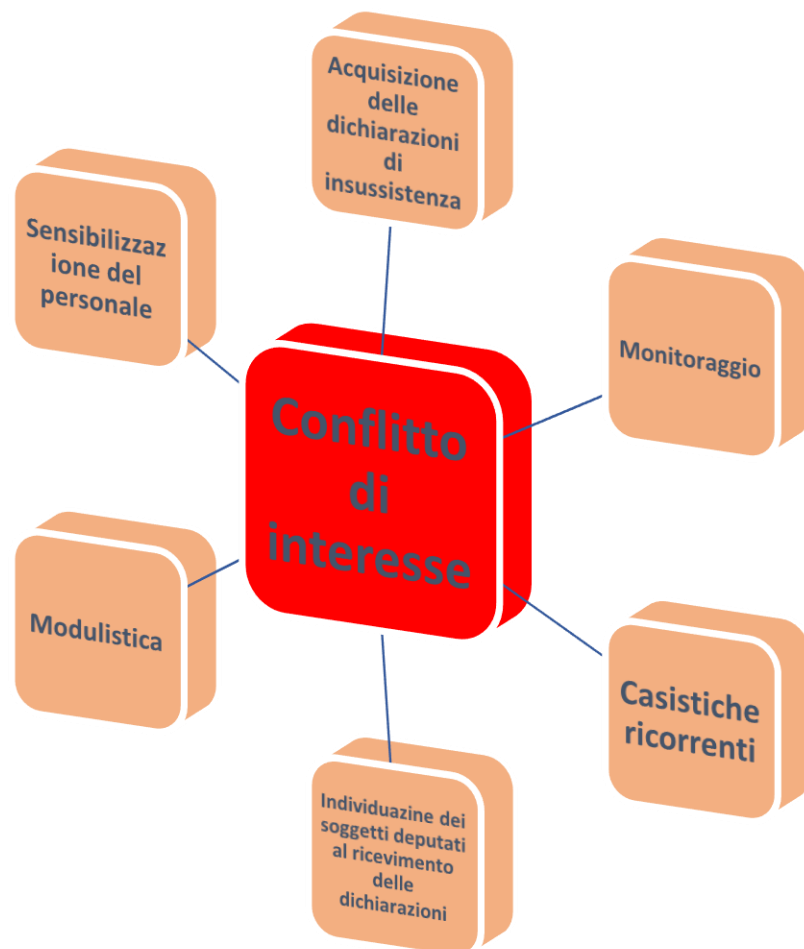 Acquisizione
delle
dichiarazioni
di
insussistenza
Sensibilizzaz
ione del
personale
Monitoraggio
Conflitto
di
interesse
Modulistica
Casistiche
ricorrenti
Individuazine dei
soggetti deputati
al ricevimento
delle
dichiarazioni